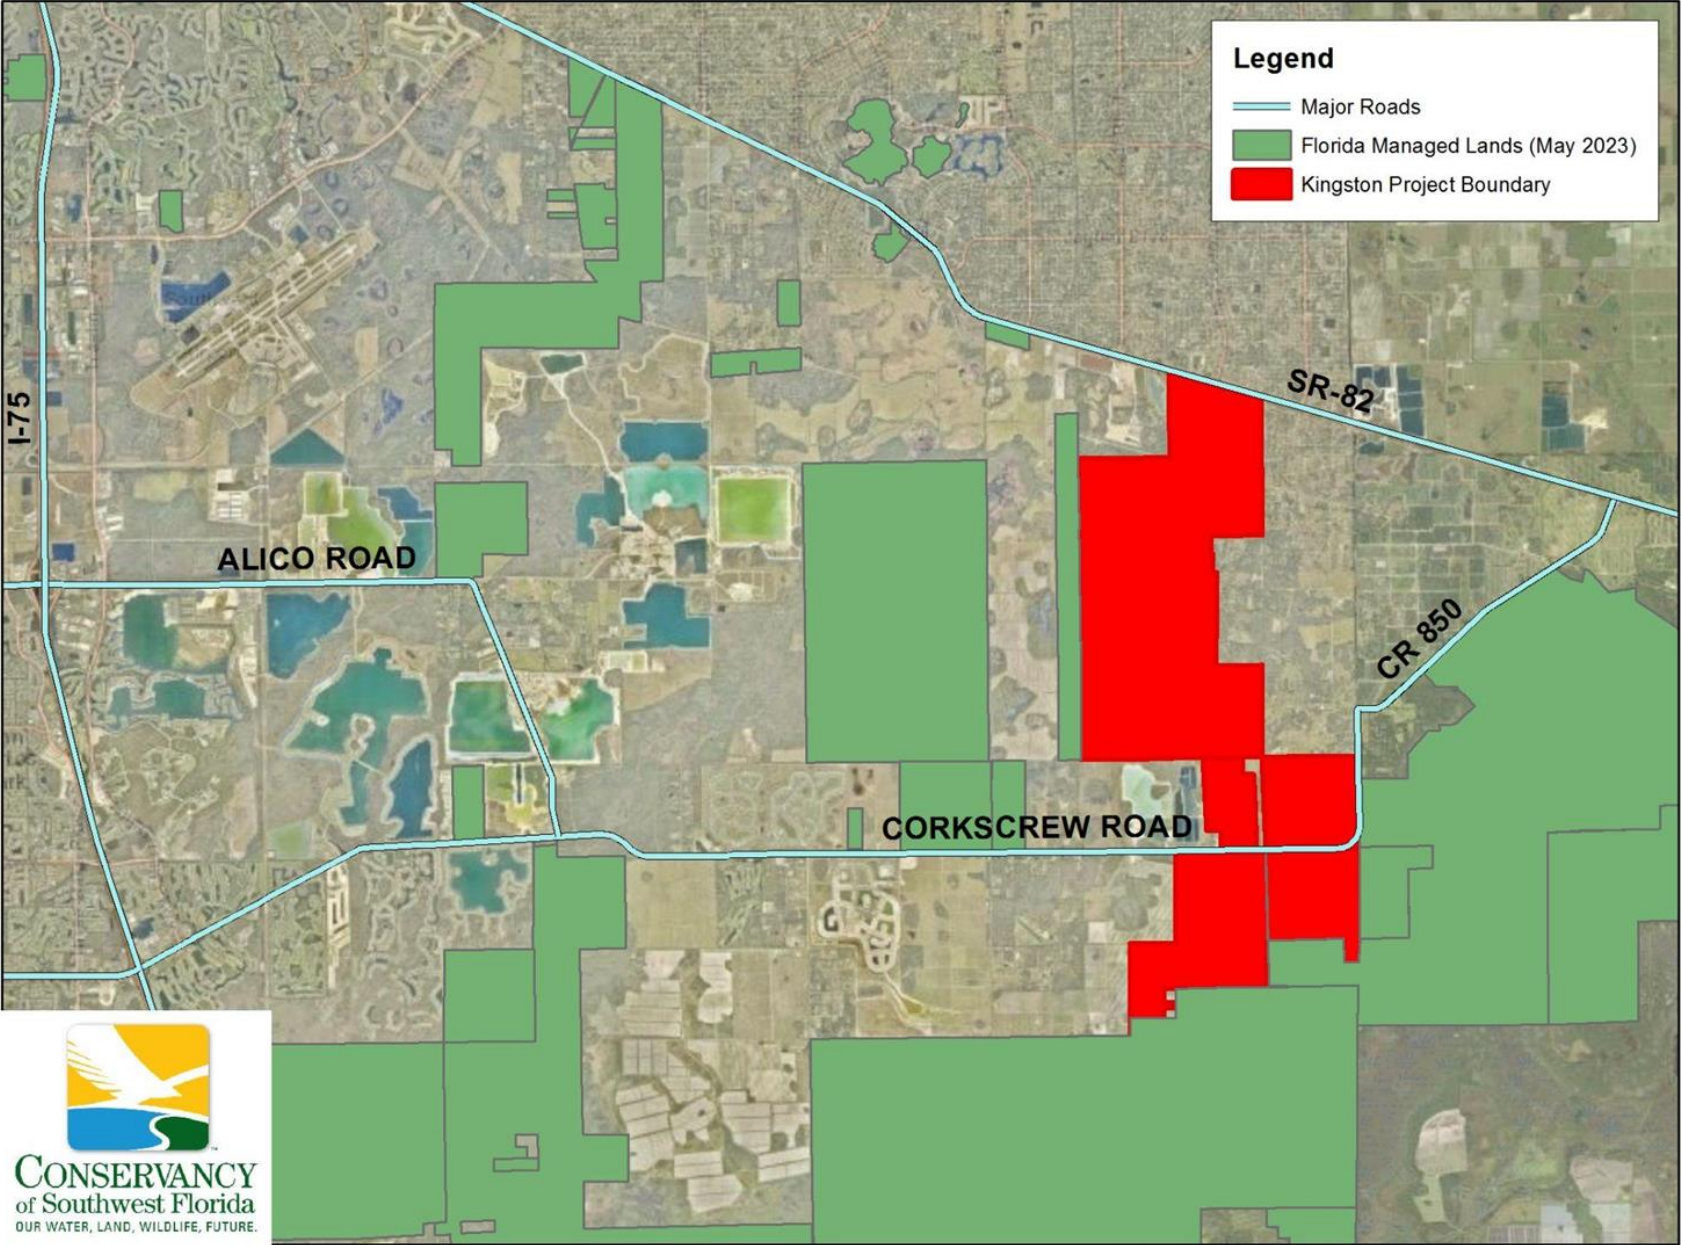 Legend
Major Roads
Florida Managed Lands (May 2023)
Kingston Project Boundary
SR-82
I-75
ALICO ROAD
CR 850
CORKSCREW ROAD
CONSERVANCY
of Southwest Florida
OUR WATER, LAND, WILDLIFE, FUTURE.